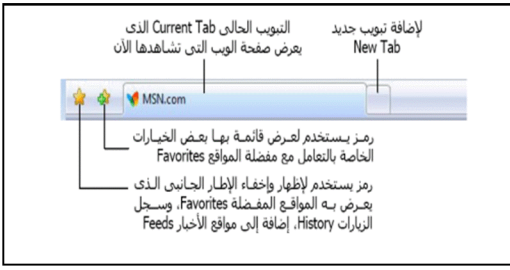 لإضافة تبويب جديد
New Tab
التبويب الحالى Current Tab الذى
يعرض صفحة الويب التى تشاهدها الآن
MSN.com
رمز يستخدم لعرض قائمة بها بعض الخيارات
الخاصة بالتعامل مع مفضلة المواقع Favorites
رمز يستخدم لإظهار وإخفاء الإطار الجانبى الذى
يعرض به المواقع المفضلة Favorites، وسجل
الزيارات History، إضافة إلى مواقع الأخبار Feeds